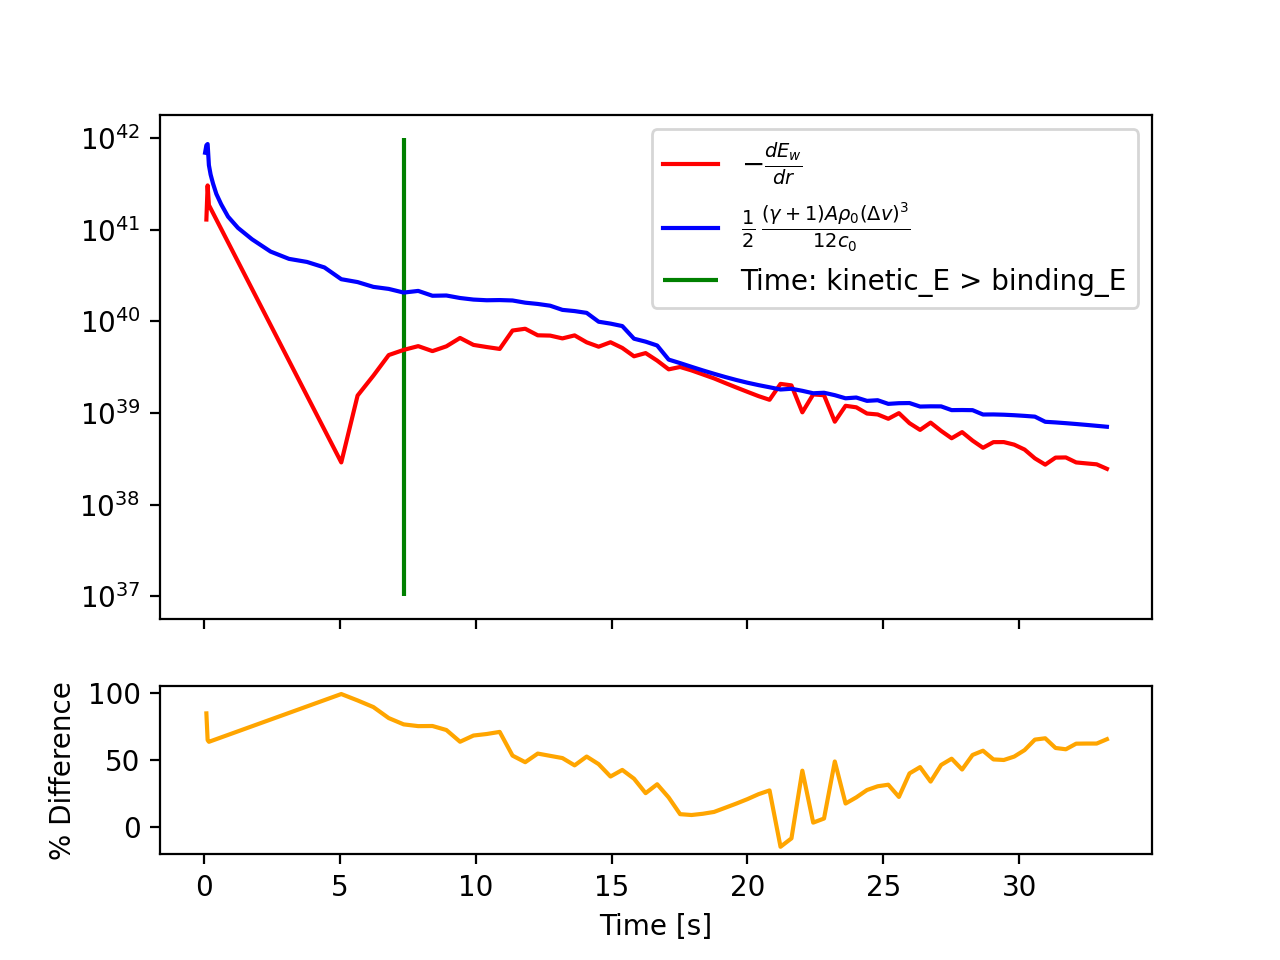 10^42
10^41
10^40
10^39
10^38
10^37
−dE_w/dr
1/2 (γ + 1)Aρ_0(Δv)^3/12c_0
Time: kinetic_E > binding_E
% Difference
100
50
0
0 5 10 15 20 25 30
Time [s]